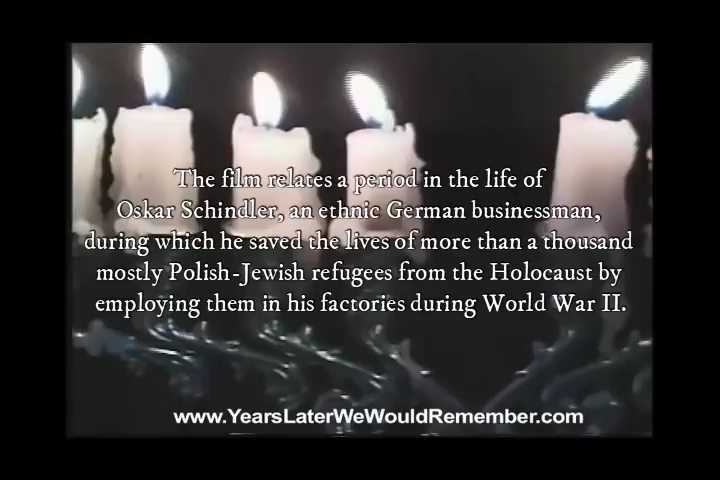 The film relates a period in the life of
Oskar Schindler, an ethnic German businessman,
during which he saved the lives of more than a thousand
mostly Polish-Jewish refugees from the Holocaust by
employing them in his factories during World War II.
www.YearsLaterWeWouldRemember.com